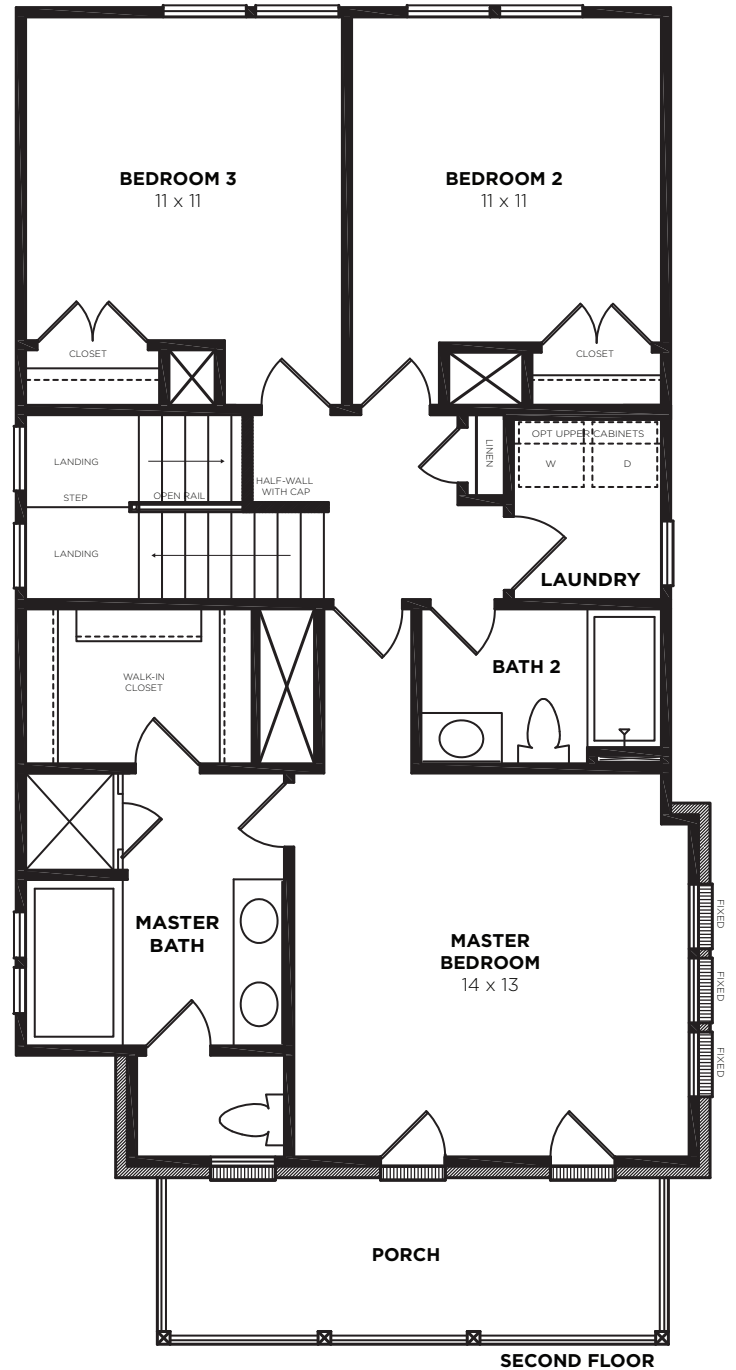 BEDROOM 3
11 x 11
BEDROOM 2
11 x 11
CLOSET
CLOSET
LANDING
STEP
OPEN RAIL
LANDING
HALF-WALL
WITH CAP
LINEN
OPT UPPER CABINETS
W
D
LAUNDRY
BATH 2
WALK-IN
CLOSET
MASTER
BATH
MASTER
BEDROOM
14 x 13
FIXED
FIXED
FIXED
PORCH
SECOND FLOOR